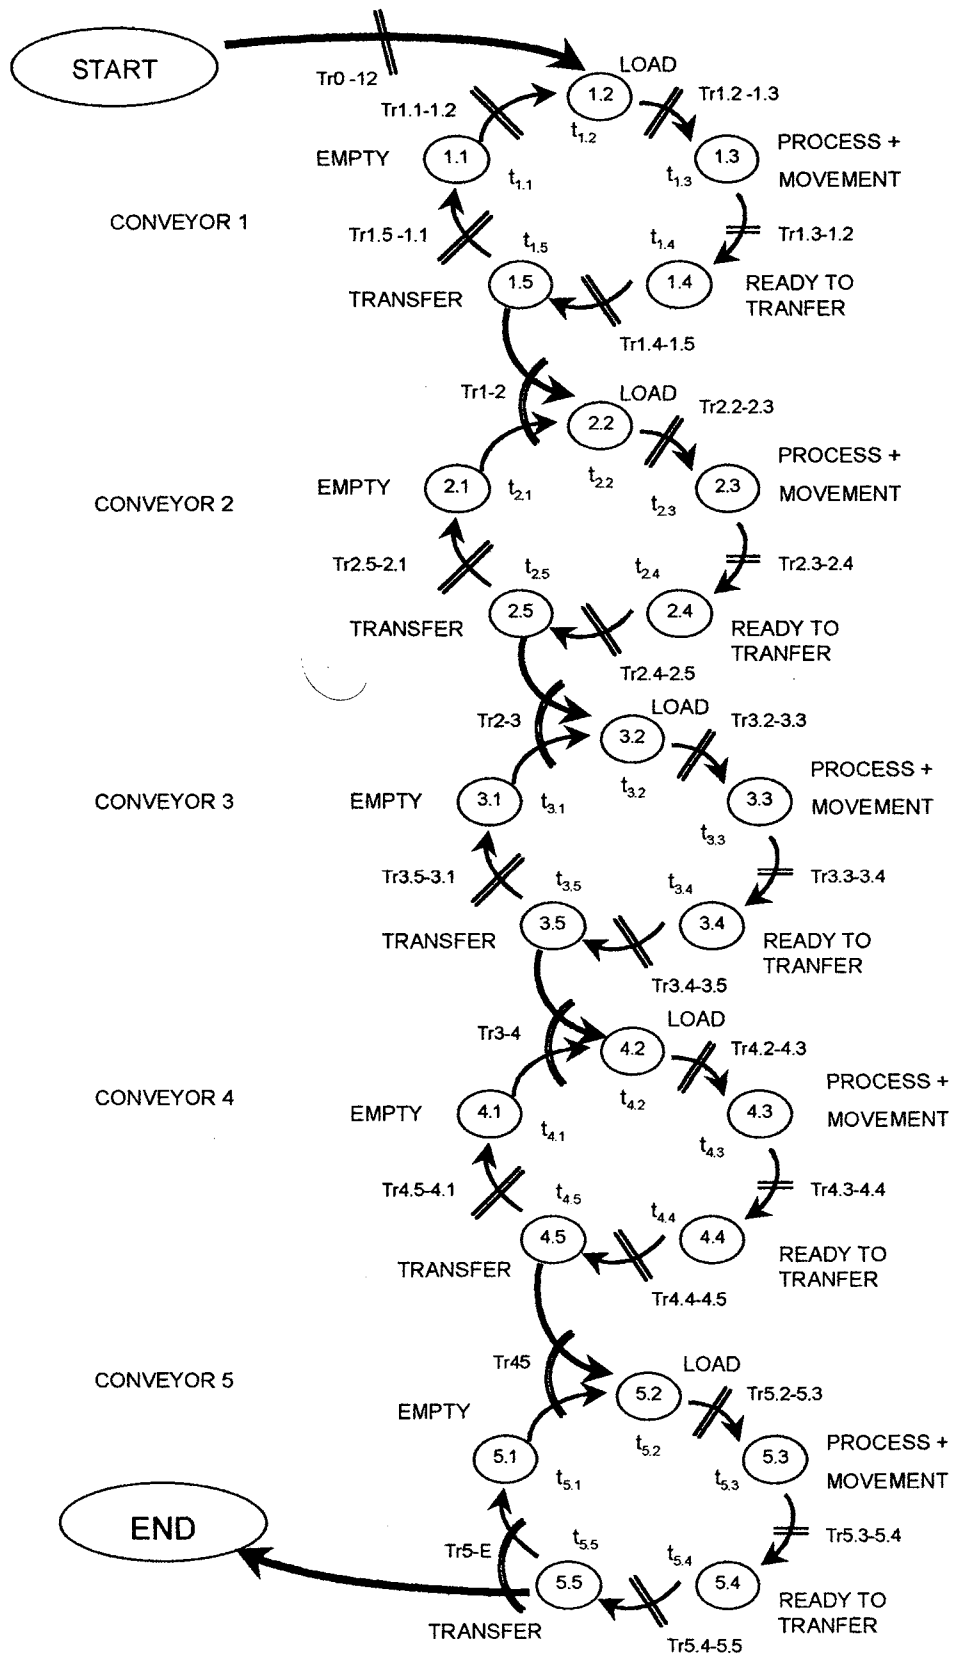 START
Tr0 -12
LOAD
1.2
t1.2
Tr1.1-1.2
Tr1.2 -1.3
EMPTY
1.1
t1.1
t1.3
1.3
PROCESS +
MOVEMENT
CONVEYOR 1
Tr1.5 -1.1
t1.5
t1.4
Tr1.3-1.2
TRANSFER
1.5
1.4
READY TO
TRANFER
Tr1.4-1.5
Tr1-2
LOAD
Tr2.2-2.3
2.2
t2.2
EMPTY
2.1
t2.1
t2.3
2.3
PROCESS +
MOVEMENT
CONVEYOR 2
Tr2.5-2.1
t2.5
t2.4
Tr2.3-2.4
TRANSFER
2.5
2.4
READY TO
TRANFER
Tr2.4-2.5
Tr2-3
LOAD
Tr3.2-3.3
3.2
t3.2
CONVEYOR 3
EMPTY
3.1
t3.1
t3.3
3.3
PROCESS +
MOVEMENT
Tr3.5-3.1
t3.5
t3.4
Tr3.3-3.4
TRANSFER
3.5
3.4
READY TO
TRANFER
Tr3.4-3.5
Tr3-4
LOAD
Tr4.2-4.3
4.2
t4.2
CONVEYOR 4
EMPTY
4.1
t4.1
t4.3
4.3
PROCESS +
MOVEMENT
Tr4.5-4.1
t4.5
t4.4
Tr4.3-4.4
TRANSFER
4.5
4.4
READY TO
TRANFER
Tr4.4-4.5
Tr45
LOAD
Tr5.2-5.3
CONVEYOR 5
5.2
t5.2
EMPTY
5.1
t5.1
t5.3
5.3
PROCESS +
MOVEMENT
END
Tr5-E
t5.5
t5.4
Tr5.3-5.4
TRANSFER
5.5
5.4
READY TO
TRANFER
Tr5.4-5.5